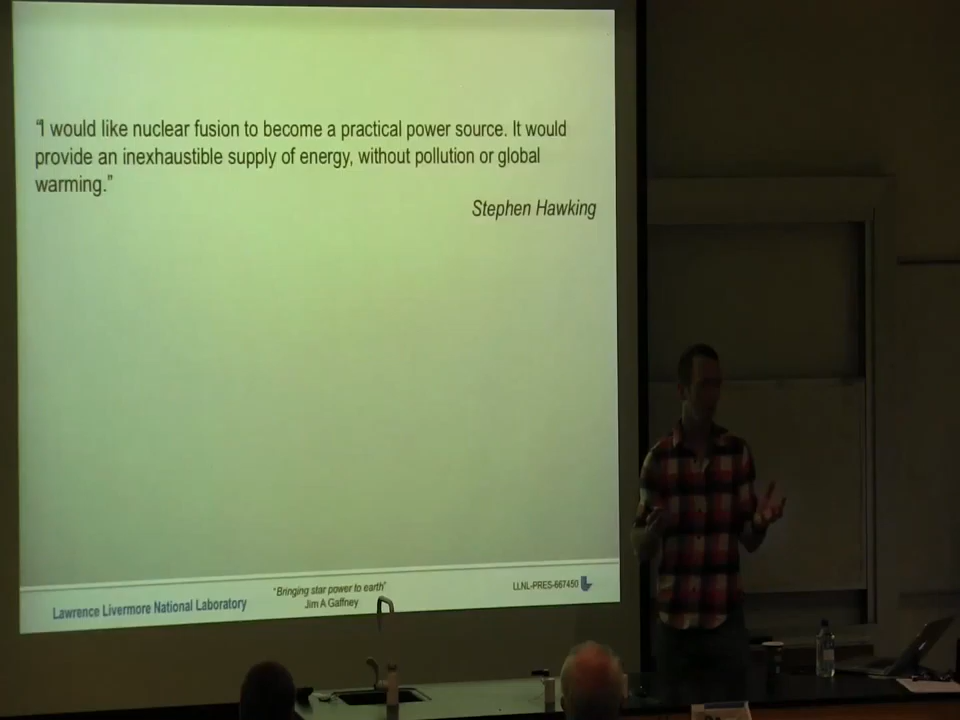 “I would like nuclear fusion to become a practical power source. It would
provide an inexhaustible supply of energy, without pollution or global
warming.”
Stephen Hawking
Lawrence Livermore National Laboratory
“Bringing star power to earth”
Jim A Gaffney
LLNL-PRES-667450